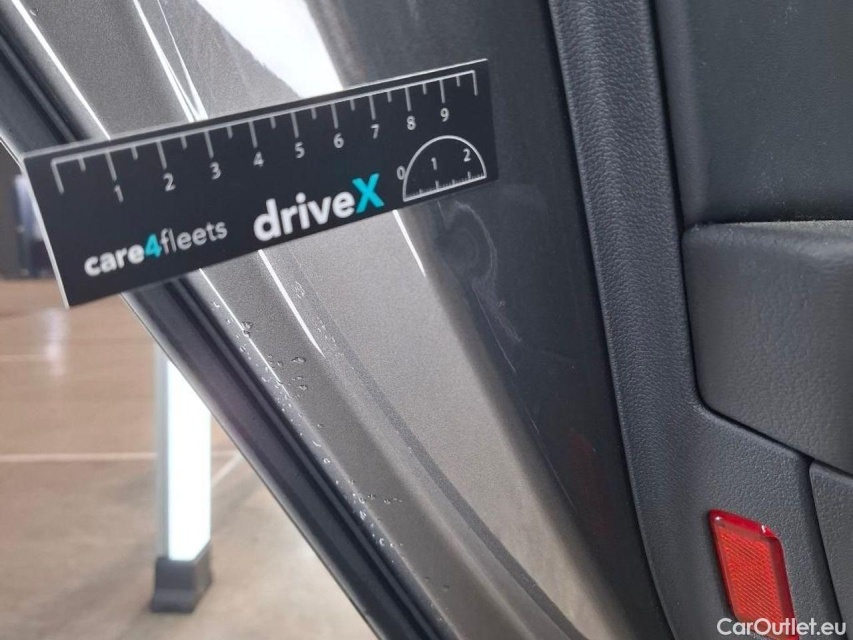 1 2 3 4 5 6 7 8 9
0 1 2
care4fleets driveX
CarOutlet.eu